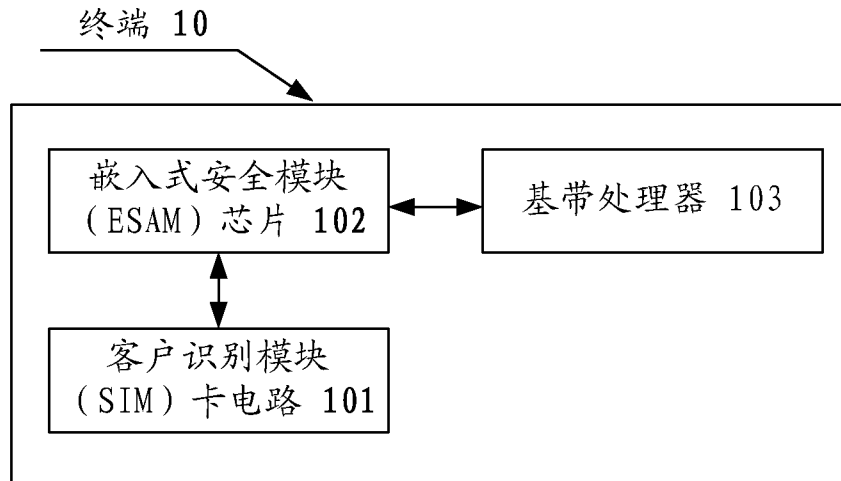 终端 10
嵌入式安全模块
(ESAM)芯片 102
基带处理器 103
客户识别模块
(SIM)卡电路 101